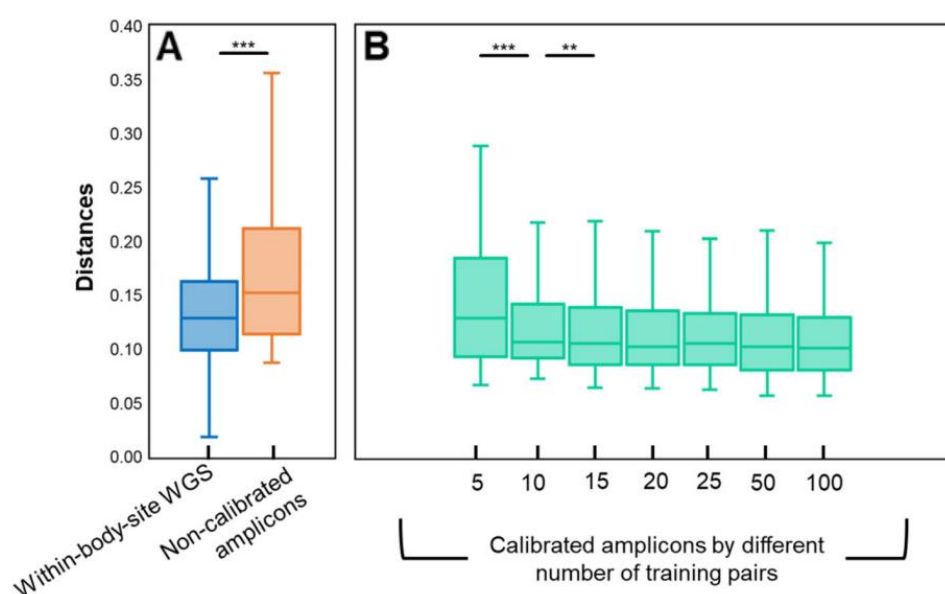 A
B
***
***
**
Distances
0.40
0.35
0.30
0.25
0.20
0.15
0.10
0.05
0.00
Within-body-site WGS
Non-calibrated
amplicons
5 10 15 20 25 50 100
Calibrated amplicons by different
number of training pairs